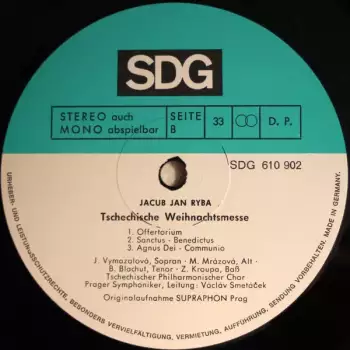 SDG
STEREO auch
MONO abspielbar
SEITE
B
33
D. P.
SDG 610 902
JACUB JAN RYBA
Tschechische Weihnachtsmesse
1. Offertorium
2. Sanctus - Benedictus
3. Agnus Dei - Communio
J. Vymazalová, Sopran - M. Mrázová, Alt -
B. Blachut, Tenor - Z. Kroupa, Baß
Tschechischer Philharmonischer Chor
Prager Symphoniker, Leitung: Václav Smetáček
Originalaufnahme SUPRAPHON Prag
URHEBER- UND LEISTUNGSSCHUTZRECHTE, BESONDERS VERVIELFÄLTIGUNG, VERMIETUNG, AUFFÜHRUNG, SENDUNG VORBEHALTEN. MADE IN GERMANY.